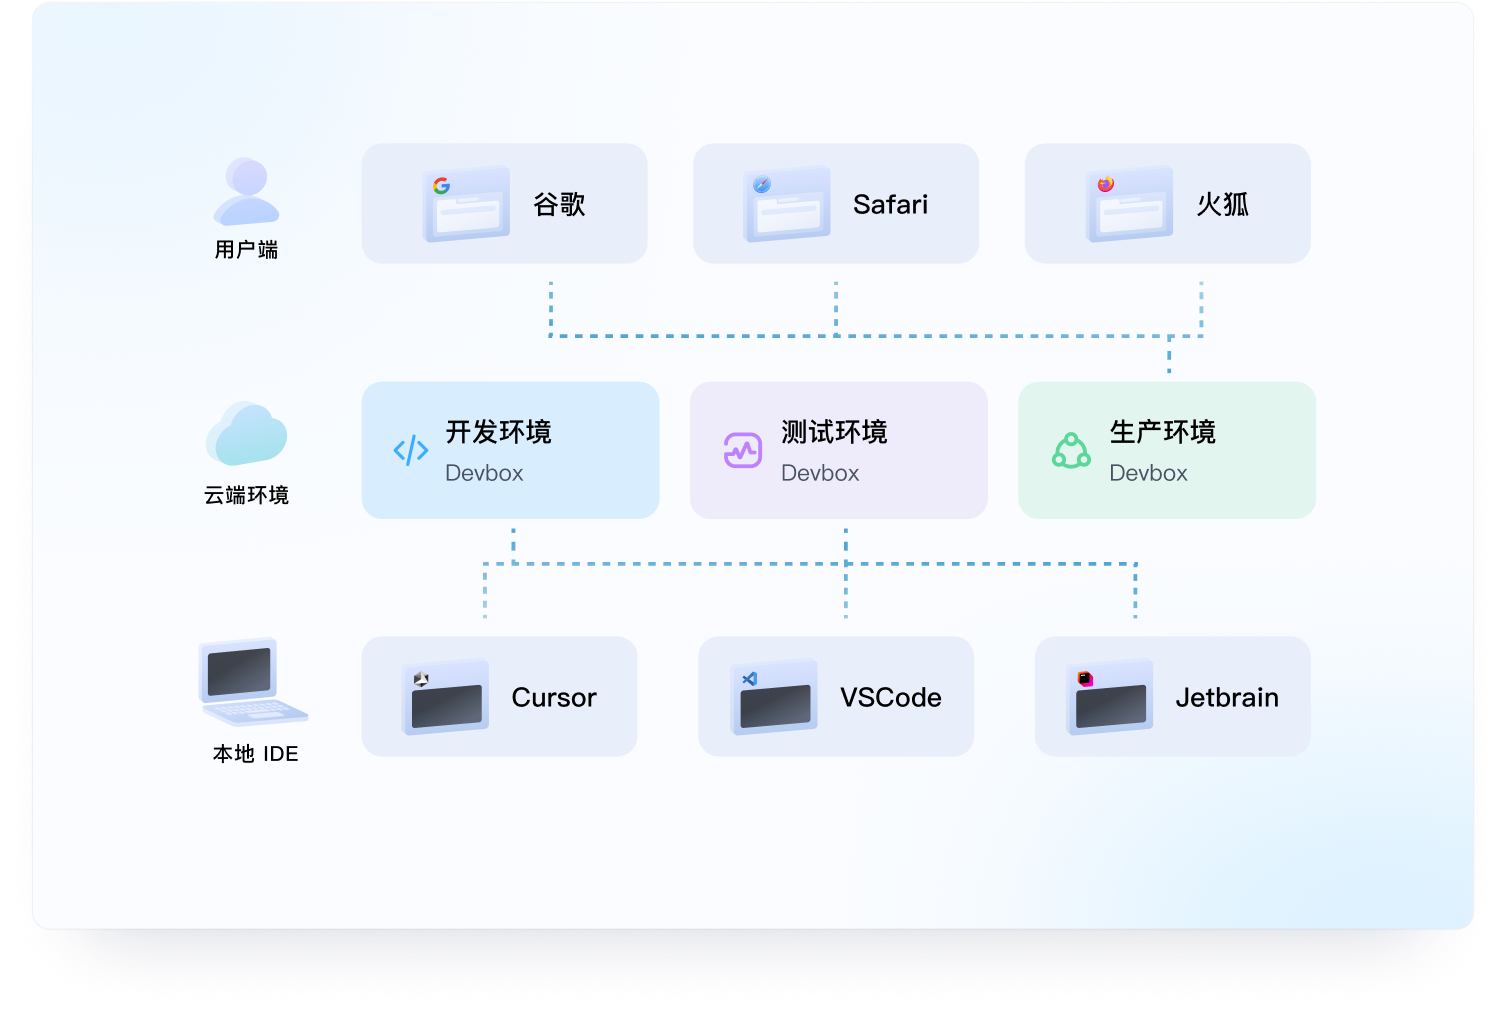 用户端
谷歌
Safari
火狐
云端环境
开发环境
Devbox
测试环境
Devbox
生产环境
Devbox
本地 IDE
Cursor
VSCode
Jetbrain